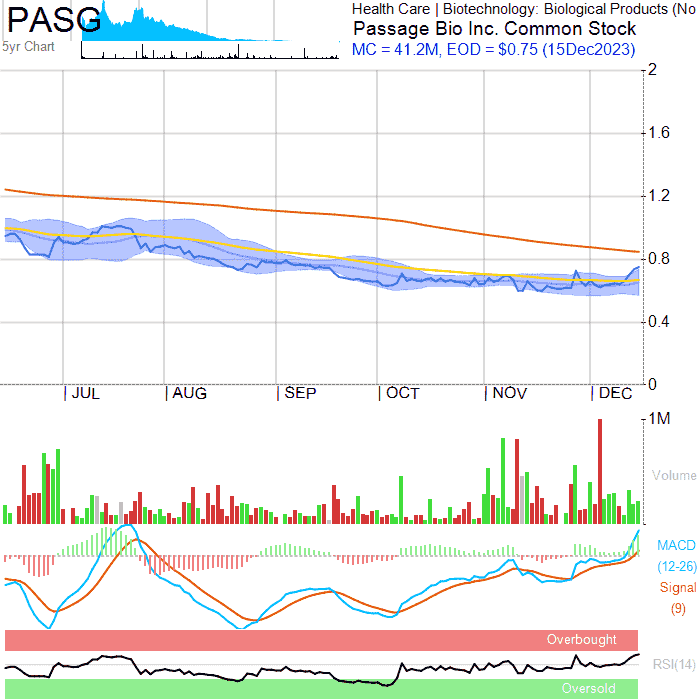 PASG
5yr Chart
Health Care | Biotechnology: Biological Products (No
Passage Bio Inc. Common Stock
MC = 41.2M, EOD = $0.75 (15Dec2023)
2
1.6
1.2
0.8
0.4
0
| JUL | AUG | SEP | OCT | NOV | DEC
1M
Volume
MACD
(12-26)
Signal
(9)
Overbought
RSI(14)
Oversold